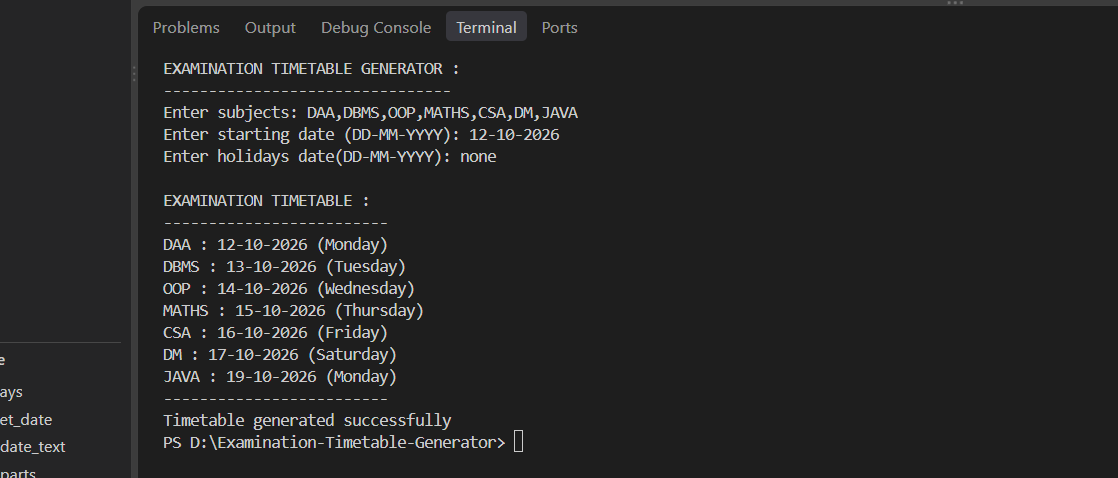 Problems Output Debug Console Terminal Ports
EXAMINATION TIMETABLE GENERATOR :
--------------------------------
Enter subjects: DAA,DBMS,OOP,MATHS,CSA,DM,JAVA
Enter starting date (DD-MM-YYYY): 12-10-2026
Enter holidays date(DD-MM-YYYY): none
EXAMINATION TIMETABLE :
-------------------------
DAA : 12-10-2026 (Monday)
DBMS : 13-10-2026 (Tuesday)
OOP : 14-10-2026 (Wednesday)
MATHS : 15-10-2026 (Thursday)
CSA : 16-10-2026 (Friday)
DM : 17-10-2026 (Saturday)
JAVA : 19-10-2026 (Monday)
-------------------------
Timetable generated successfully
PS D:\Examination-Timetable-Generator>
e
ays
et_date
date_text
parts